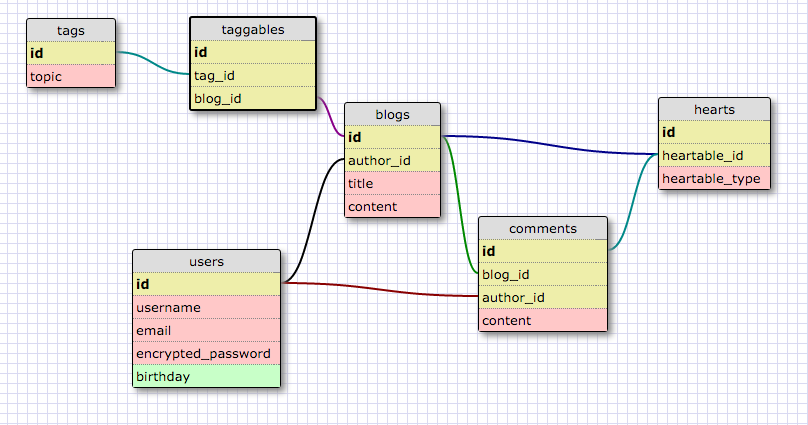 tags
id
topic
taggables
id
tag_id
blog_id
blogs
id
author_id
title
content
hearts
id
heartable_id
heartable_type
comments
id
blog_id
author_id
content
users
id
username
email
encrypted_password
birthday